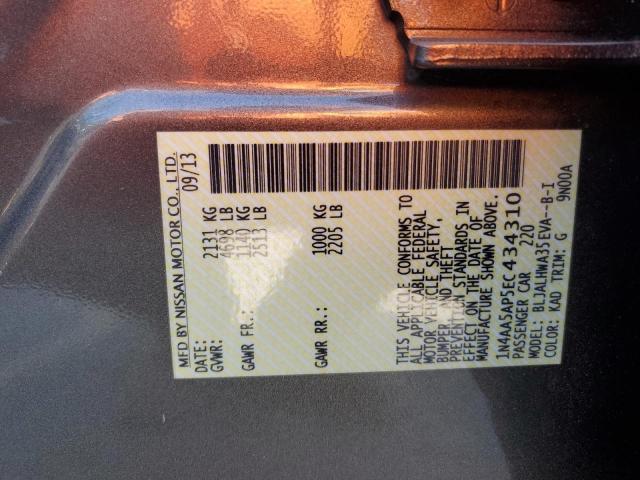 MFD BY NISSAN MOTOR CO., LTD.
DATE: 09/13
GVWR: 2131 KG
4698 LB
GAWR FR.: 1140 KG
2513 LB
GAWR RR.: 1000 KG
2205 LB
THIS VEHICLE CONFORMS TO
ALL APPLICABLE FEDERAL
MOTOR VEHICLE SAFETY,
BUMPER, AND THEFT
PREVENTION STANDARDS IN
EFFECT ON THE DATE OF
MANUFACTURE SHOWN ABOVE.
1N4AA5AP5EC434310
PASSENGER CAR 220
MODEL: BLJALHWA35EVA--B-I
COLOR: KAD TRIM: G 9N00A